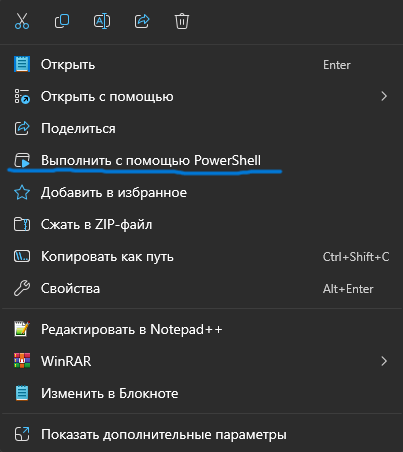 Открыть Enter
Открыть с помощью
Поделиться
Выполнить с помощью PowerShell
Добавить в избранное
Сжать в ZIP-файл
Копировать как путь Ctrl+Shift+C
Свойства Alt+Enter
Редактировать в Notepad++
WinRAR
Изменить в Блокноте
Показать дополнительные параметры